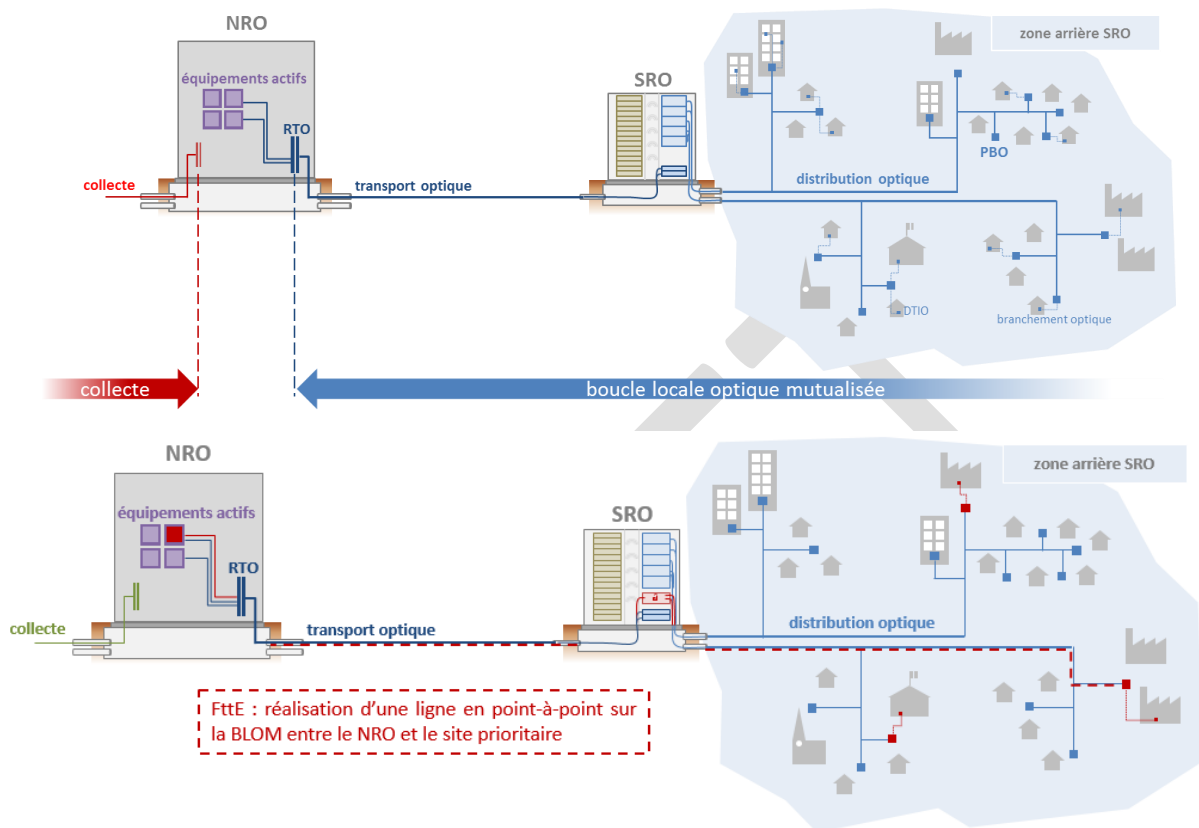 NRO
équipements actifs
RTO
SRO
zone arrière SRO
PBO
collecte
transport optique
distribution optique
DTIO
branchement optique
collecte
boucle locale optique mutualisée
NRO
zone arrière SRO
équipements actifs
SRO
RTO
collecte
transport optique
distribution optique
FttE : réalisation d’une ligne en point-à-point sur
la BLOM entre le NRO et le site prioritaire